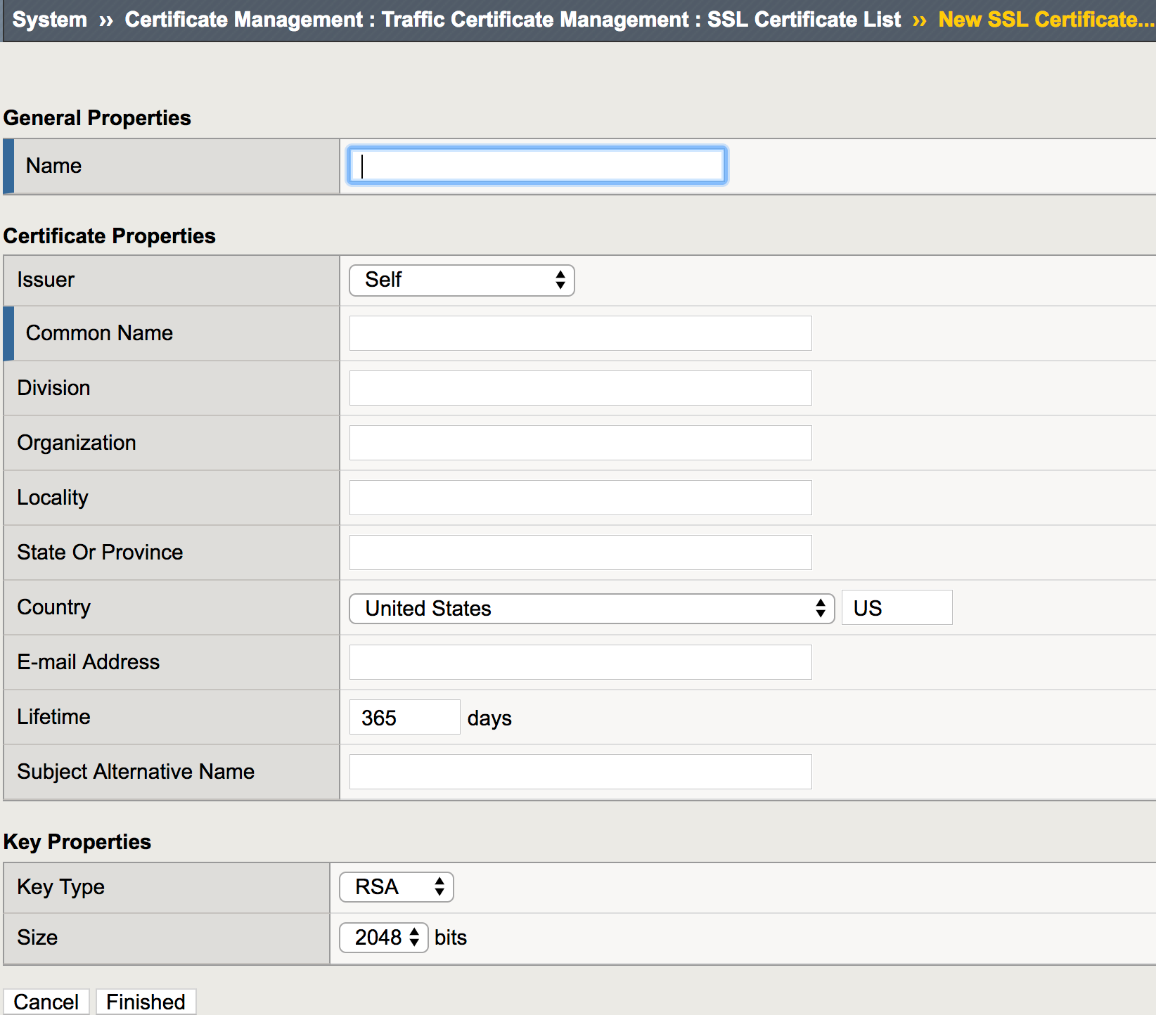 System ›› Certificate Management : Traffic Certificate Management : SSL Certificate List ›› New SSL Certificate...
General Properties
Name
Certificate Properties
Issuer Self
Common Name
Division
Organization
Locality
State Or Province
Country United States US
E-mail Address
Lifetime 365 days
Subject Alternative Name
Key Properties
Key Type RSA
Size 2048 bits
Cancel Finished